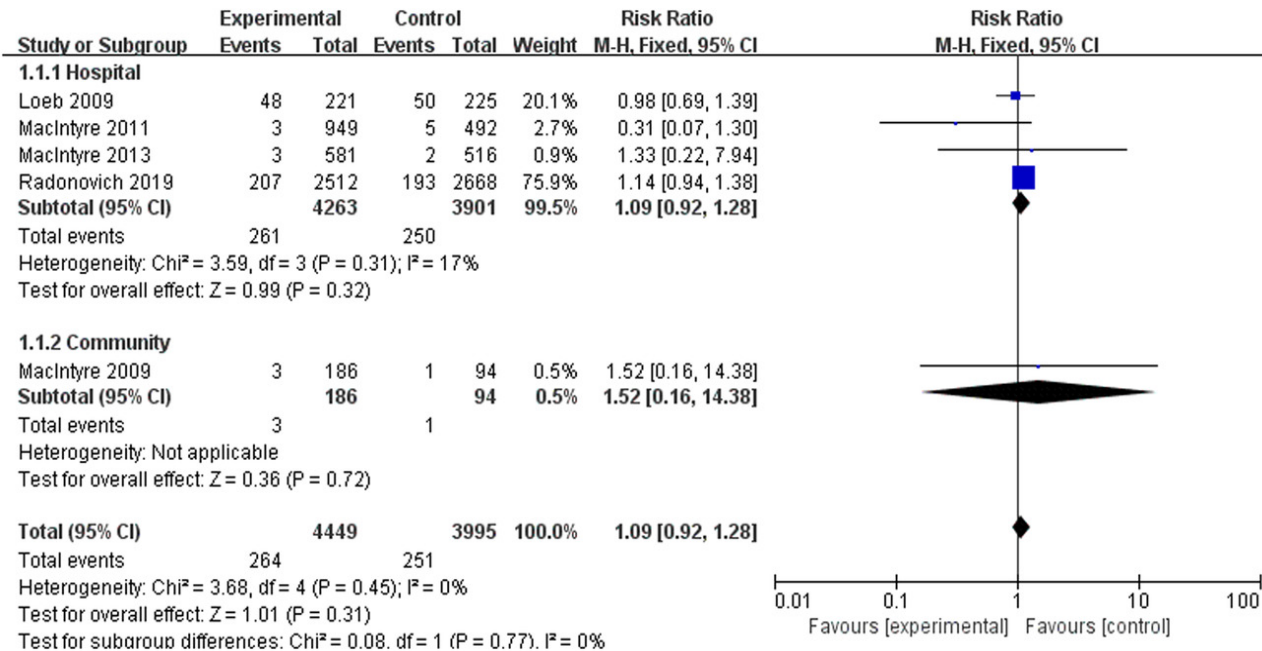 Experimental Control Risk Ratio Risk Ratio
Study or Subgroup Events Total Events Total Weight M-H, Fixed, 95% CI M-H, Fixed, 95% CI
1.1.1 Hospital
Loeb 2009 48 221 50 225 20.1% 0.98 [0.69, 1.39]
MacIntyre 2011 3 949 5 492 2.7% 0.31 [0.07, 1.30]
MacIntyre 2013 3 581 2 516 0.9% 1.33 [0.22, 7.94]
Radonovich 2019 207 2512 193 2668 75.9% 1.14 [0.94, 1.38]
Subtotal (95% CI) 4263 3901 99.5% 1.09 [0.92, 1.28]
Total events 261 250
Heterogeneity: Chi² = 3.59, df = 3 (P = 0.31); I² = 17%
Test for overall effect: Z = 0.99 (P = 0.32)
1.1.2 Community
MacIntyre 2009 3 186 1 94 0.5% 1.52 [0.16, 14.38]
Subtotal (95% CI) 186 94 0.5% 1.52 [0.16, 14.38]
Total events 3 1
Heterogeneity: Not applicable
Test for overall effect: Z = 0.36 (P = 0.72)
Total (95% CI) 4449 3995 100.0% 1.09 [0.92, 1.28]
Total events 264 251
Heterogeneity: Chi² = 3.68, df = 4 (P = 0.45); I² = 0%
Test for overall effect: Z = 1.01 (P = 0.31)
Test for subgroup differences: Chi² = 0.08, df = 1 (P = 0.77), I² = 0%
0.01 0.1 1 10 100
Favours [experimental] Favours [control]